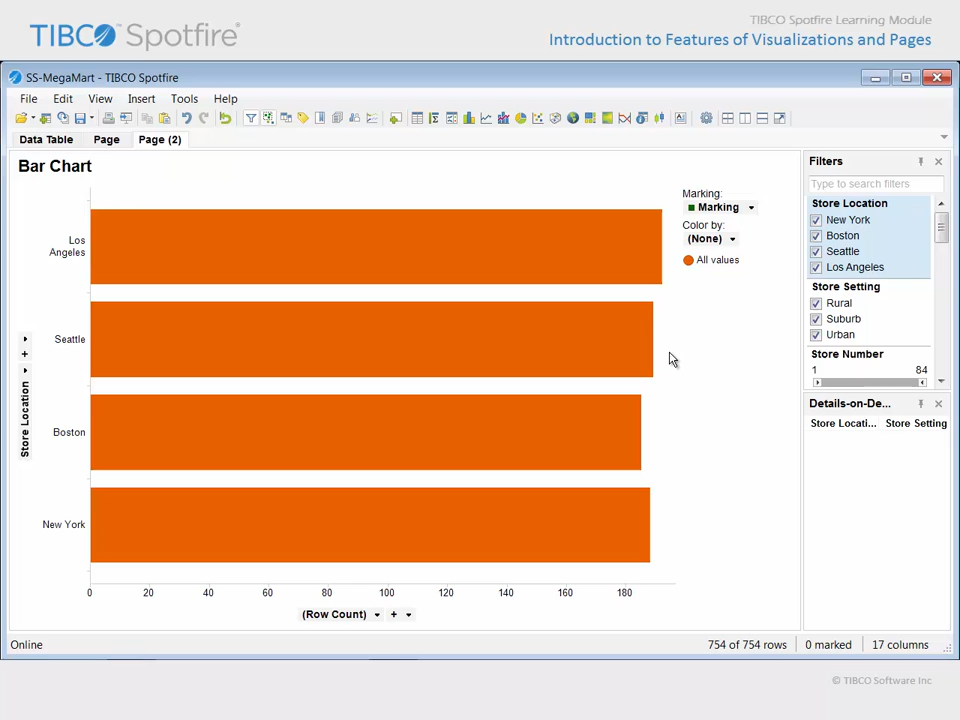 TIBCO Spotfire Learning Module
TIBCO™ Spotfire®
Introduction to Features of Visualizations and Pages
SS-MegaMart - TIBCO Spotfire
File Edit View Insert Tools Help
Data Table Page Page (2)
Bar Chart
Los
Angeles
Seattle
Boston
New York
Store Location
0 20 40 60 80 100 120 140 160 180
(Row Count)
Marking:
Marking
Color by:
(None)
All values
Filters
Type to search filters
Store Location
New York
Boston
Seattle
Los Angeles
Store Setting
Rural
Suburb
Urban
Store Number
1 84
Details-on-De...
Store Locati... Store Setting
Online 754 of 754 rows 0 marked 17 columns
© TIBCO Software Inc